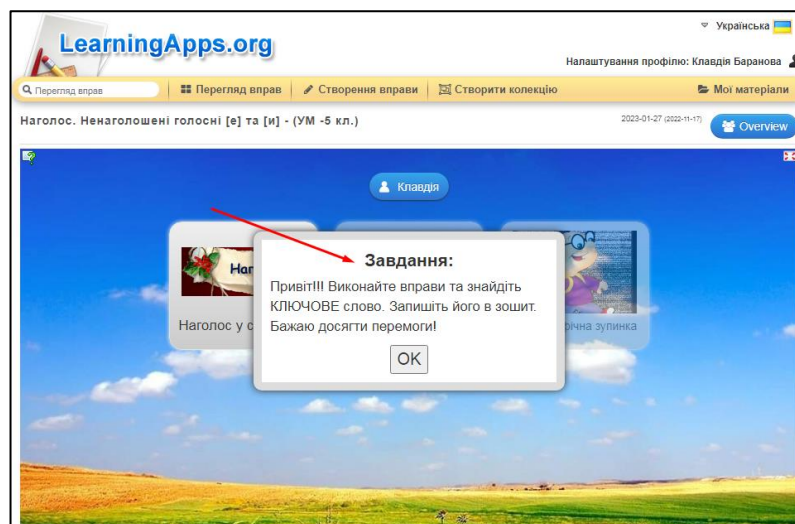 LearningApps.org
Українська
Налаштування профілю: Клавдія Баранова
Перегляд вправ
Перегляд вправ
Створення вправи
Створити колекцію
Мої матеріали
Наголос. Ненаголошені голосні [е] та [и] - (УМ -5 кл.)
2023-01-27 (2022-11-17)
Overview
Клавдія
Завдання:
Привіт!!! Виконайте вправи та знайдіть
КЛЮЧОВЕ слово. Запишіть його в зошит.
Бажаю досягти перемоги!
OK
Наголос у
зупинка